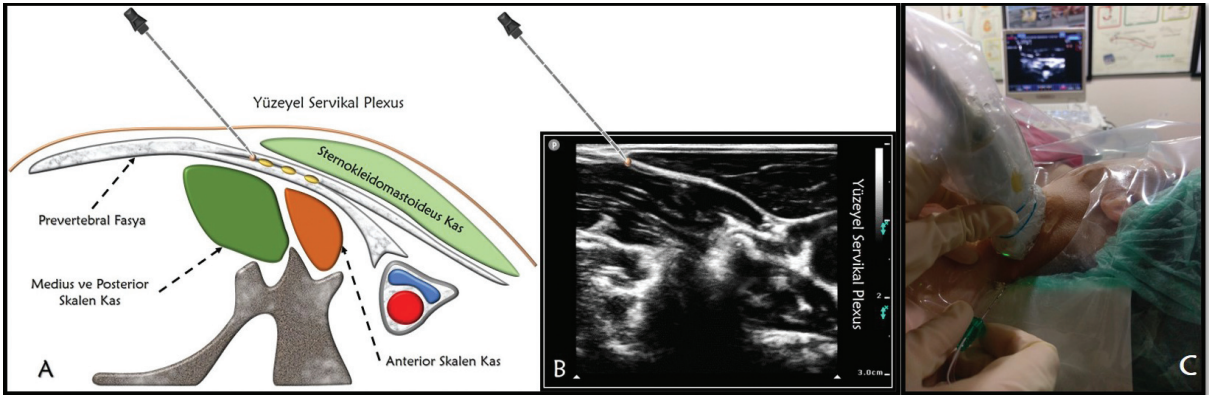 Yüzeyel Servikal Plexus
Sternokleidomastoideus Kas
Prevertebral Fasya
Medius ve Posterior
Skalen Kas
Anterior Skalen Kas
A
P
Yüzeyel Servikal Plexus
2
3.0cm
B
C